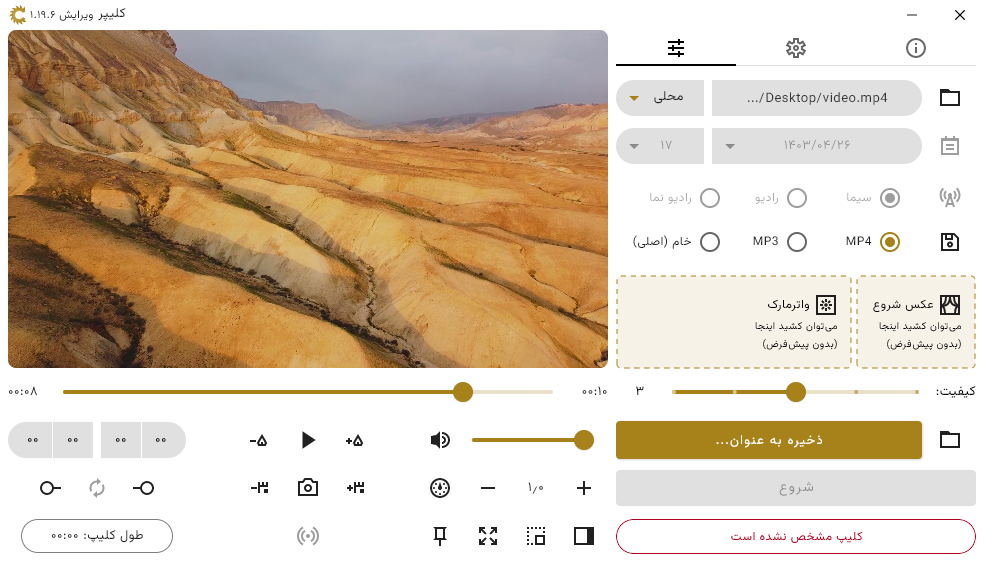 کلیپر ویرایش ۱.۱۹.۶
محلی
.../Desktop/video.mp4
۱۷
۱۴۰۳/۰۴/۲۶
سیما
رادیو
رادیو نما
MP4
MP3
خام (اصلی)
عکس شروع
می‌توان کشید اینجا
(بدون پیش‌فرض)
واترمارک
می‌توان کشید اینجا
(بدون پیش‌فرض)
۰۰:۰۸
۰۰:۱۰
کیفیت:
۳
۰۰ ۰۰ ۰۰ ۰۰
-۵
+۵
ذخیره به عنوان...
۱٫۰
شروع
طول کلیپ: ۰۰:۰۰
کلیپ مشخص نشده است